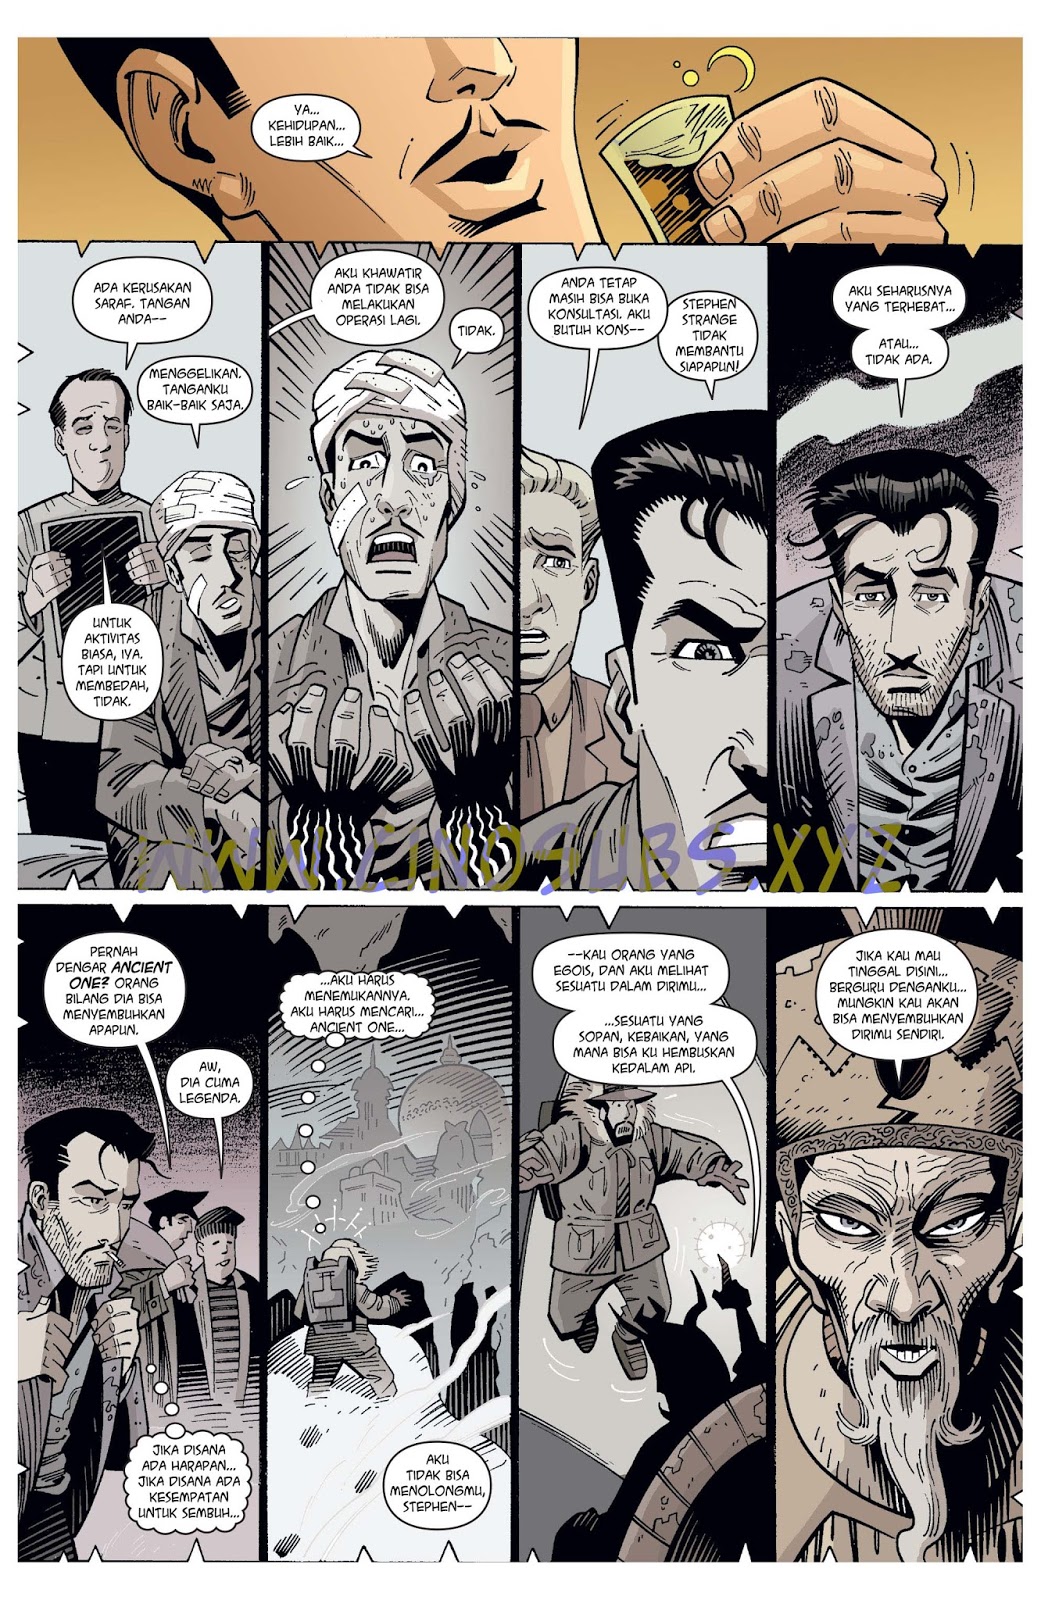 YA...
KEHIDUPAN...
LEBIH BAIK...
ADA KERUSAKAN
SARAF. TANGAN
ANDA--
MENGGELIKAN.
TANGANKU
BAIK-BAIK SAJA.
UNTUK
AKTIVITAS
BIASA, IYA.
TAPI UNTUK
MEMBEDAH,
TIDAK.
AKU KHAWATIR
ANDA TIDAK BISA
MELAKUKAN
OPERASI LAGI.
TIDAK.
ANDA TETAP
MASIH BISA BUKA
KONSULTASI. AKU
BUTUH KONS--
STEPHEN
STRANGE
TIDAK
MEMBANTU
SIAPAPUN!
AKU SEHARUSNYA
YANG TERHEBAT...
ATAU...
TIDAK ADA.
WWW.CINOSUBS.XYZ
PERNAH
DENGAR ANCIENT
ONE? ORANG
BILANG DIA BISA
MENYEMBUHKAN
APAPUN.
AW,
DIA CUMA
LEGENDA.
JIKA DISANA
ADA HARAPAN...
JIKA DISANA ADA
KESEMPATAN
UNTUK SEMBUH...
...AKU HARUS
MENEMUKANNYA.
AKU HARUS MENCARI...
ANCIENT ONE...
AKU
TIDAK BISA
MENOLONGMU,
STEPHEN--
--KAU ORANG YANG
EGOIS, DAN AKU MELIHAT
SESUATU DALAM DIRIMU...
...SESUATU YANG
SOPAN, KEBAIKAN, YANG
MANA BISA KU HEMBUSKAN
KEDALAM API.
JIKA KAU MAU
TINGGAL DISINI...
BERGURU DENGANKU...
MUNGKIN KAU AKAN
BISA MENYEMBUHKAN
DIRIMU SENDIRI.